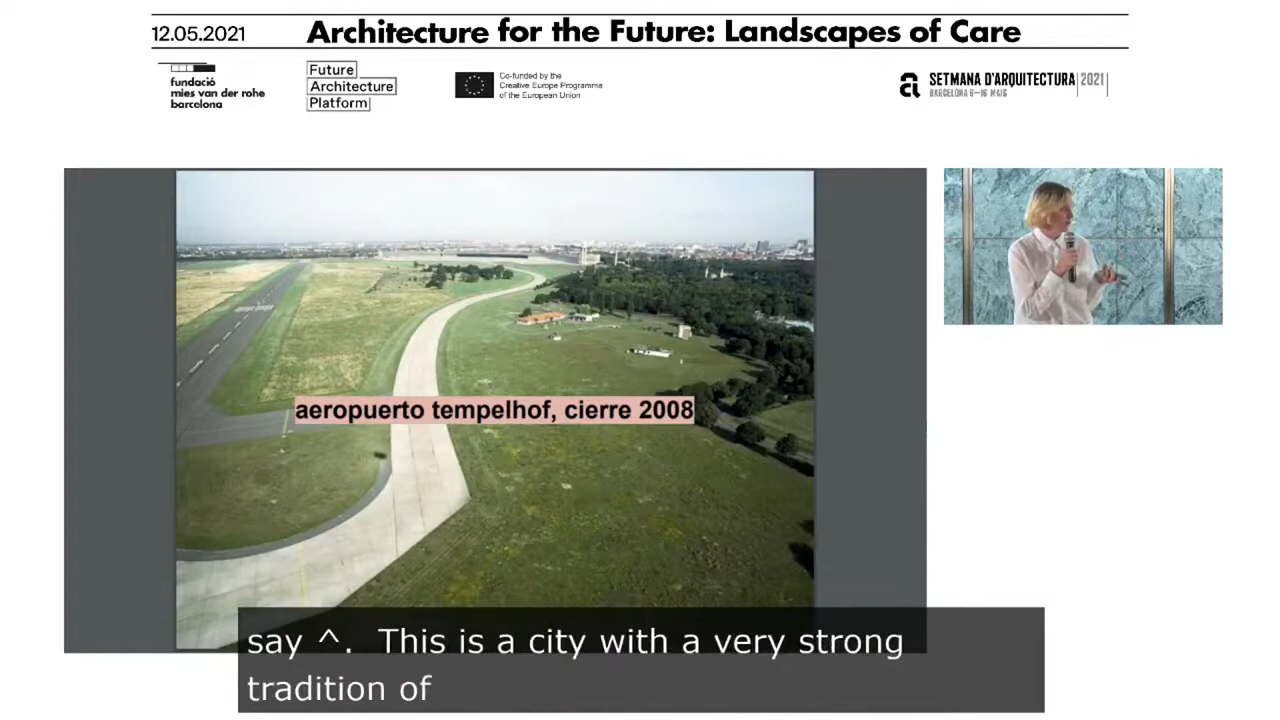 12.05.2021
Architecture for the Future: Landscapes of Care
fundació
mies van der rohe
barcelona
Future
Architecture
Platform
Co-funded by the
Creative Europe Programme
of the European Union
SETMANA D'ARQUITECTURA 2021
BARCELONA 6–16 MAIG
aeropuerto tempelhof, cierre 2008
say ^. This is a city with a very strong
tradition of